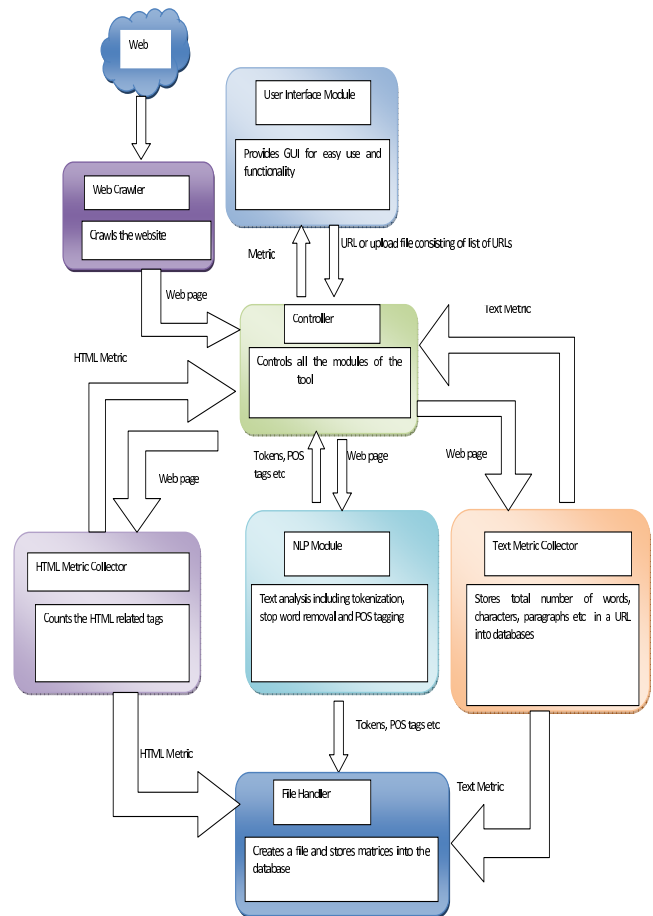 Web
User Interface Module
Provides GUI for easy use and
functionality
Web Crawler
Crawls the website
Metric
URL or upload file consisting of list of URLs
Web page
Controller
Text Metric
HTML Metric
Controls all the modules of the
tool
Tokens, POS
tags etc
Web page
Web page
Web page
HTML Metric Collector
NLP Module
Text Metric Collector
Counts the HTML related tags
Text analysis including tokenization,
stop word removal and POS tagging
Stores total number of words,
characters, paragraphs etc in a URL
into databases
Tokens, POS tags etc
HTML Metric
File Handler
Text Metric
Creates a file and stores matrices into the
database